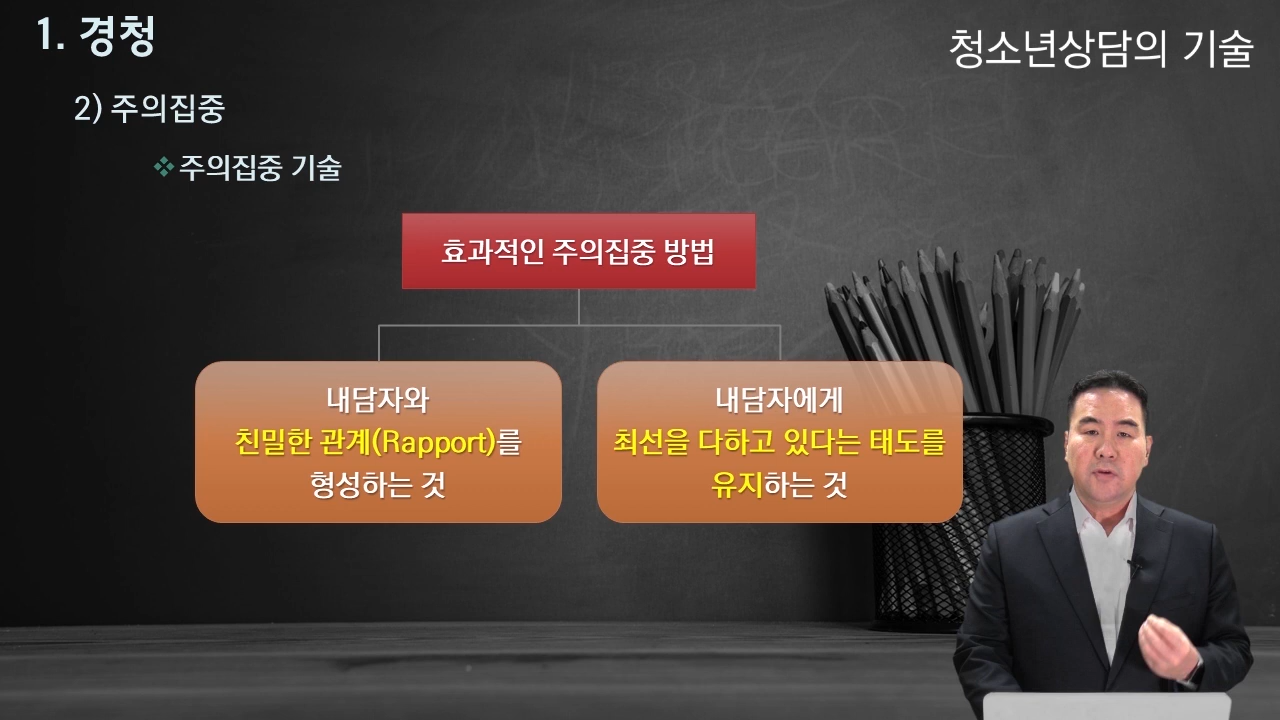 1. 경청
청소년상담의 기술
2) 주의집중
❖주의집중 기술
효과적인 주의집중 방법
내담자와
친밀한 관계(Rapport)를
형성하는 것
내담자에게
최선을 다하고 있다는 태도를
유지하는 것